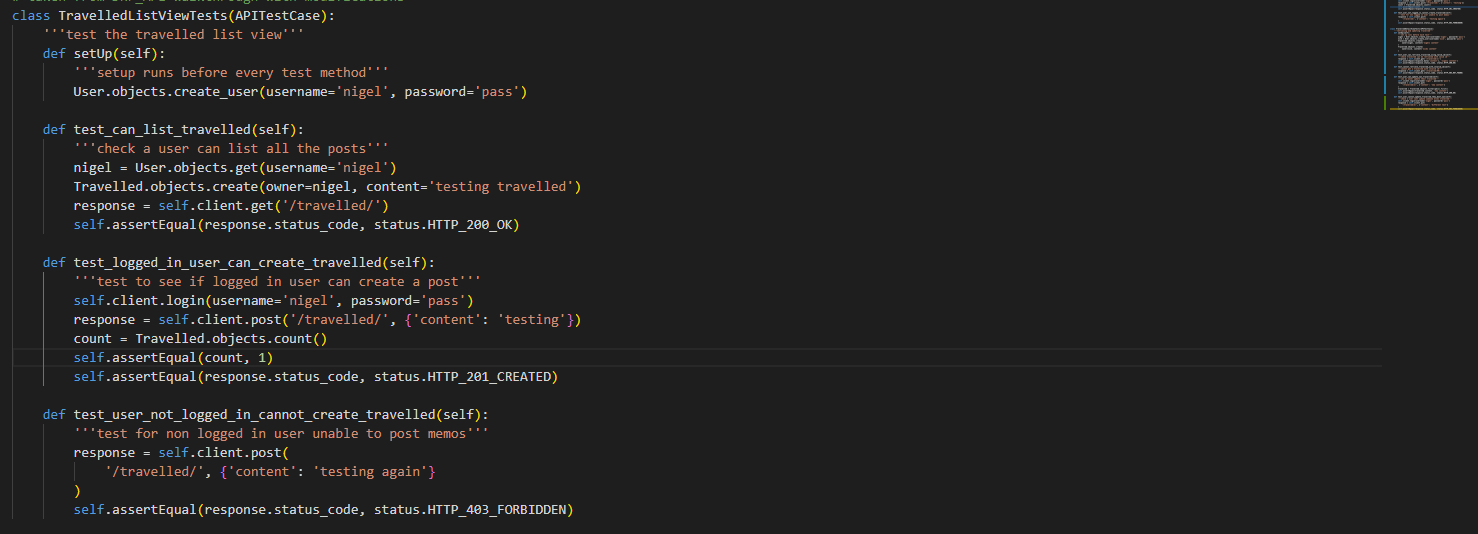 # taken from DRF_API walkthrough with modifications
class TravelledListViewTests(APITestCase):
    '''test the travelled list view'''
    def setUp(self):
        '''setup runs before every test method'''
        User.objects.create_user(username='nigel', password='pass')

    def test_can_list_travelled(self):
        '''check a user can list all the posts'''
        nigel = User.objects.get(username='nigel')
        Travelled.objects.create(owner=nigel, content='testing travelled')
        response = self.client.get('/travelled/')
        self.assertEqual(response.status_code, status.HTTP_200_OK)

    def test_logged_in_user_can_create_travelled(self):
        '''test to see if logged in user can create a post'''
        self.client.login(username='nigel', password='pass')
        response = self.client.post('/travelled/', {'content': 'testing'})
        count = Travelled.objects.count()
        self.assertEqual(count, 1)
        self.assertEqual(response.status_code, status.HTTP_201_CREATED)

    def test_user_not_logged_in_cannot_create_travelled(self):
        '''test for non logged in user unable to post memos'''
        response = self.client.post(
            '/travelled/', {'content': 'testing again'}
        )
        self.assertEqual(response.status_code, status.HTTP_403_FORBIDDEN)